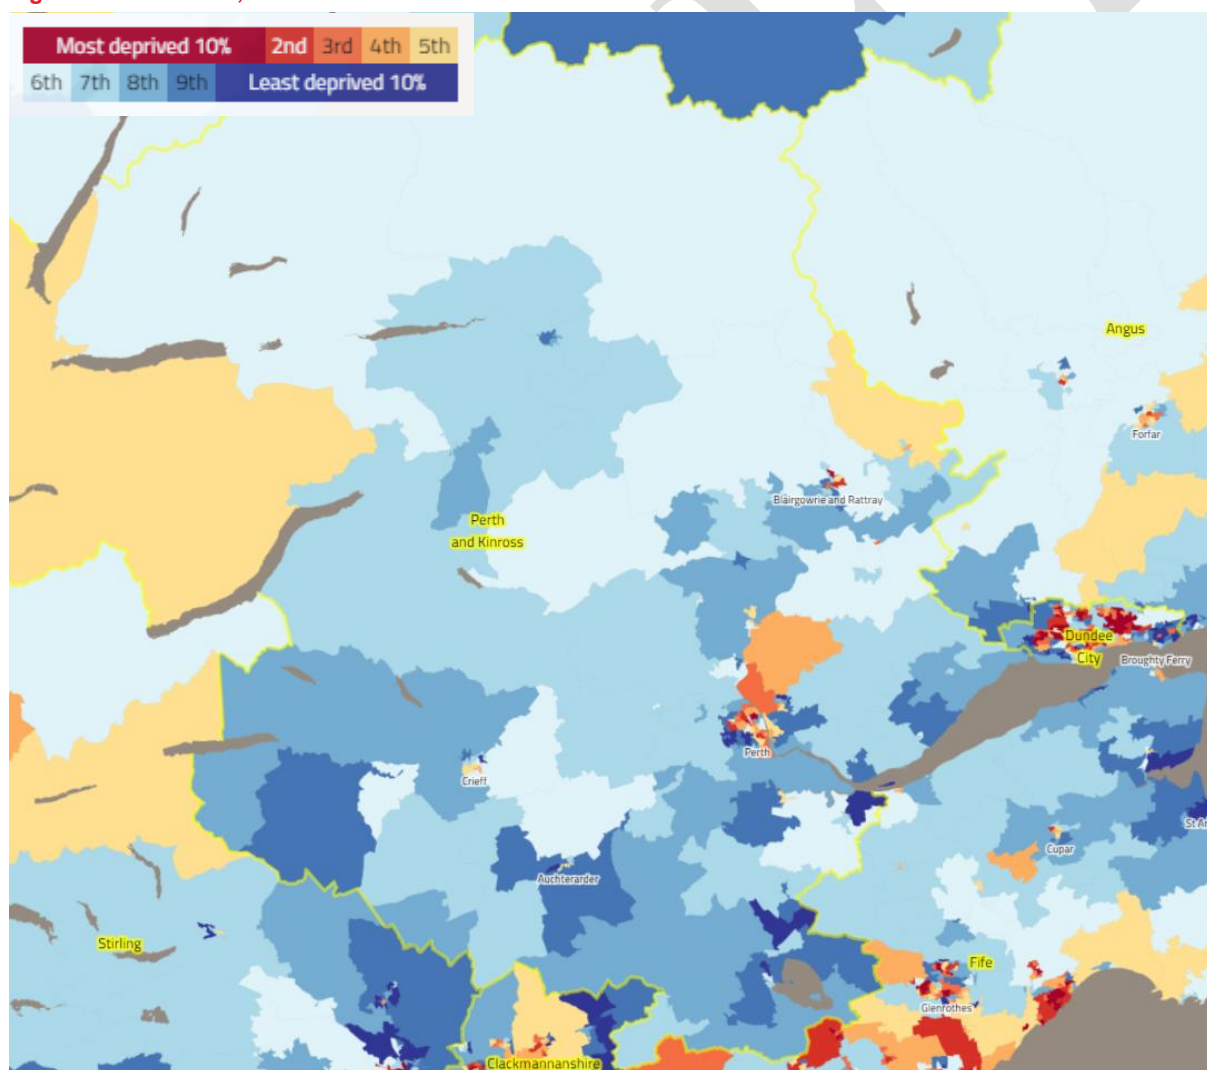 Most deprived 10% 2nd 3rd 4th 5th
6th 7th 8th 9th Least deprived 10%
Angus
Forfar
Blairgowrie and Rattray
Perth
and Kinross
Dundee
City
Broughty Ferry
Perth
Crieff
Cupar
Auchterarder
Stirling
Fife
Glenrothes
Clackmannanshire